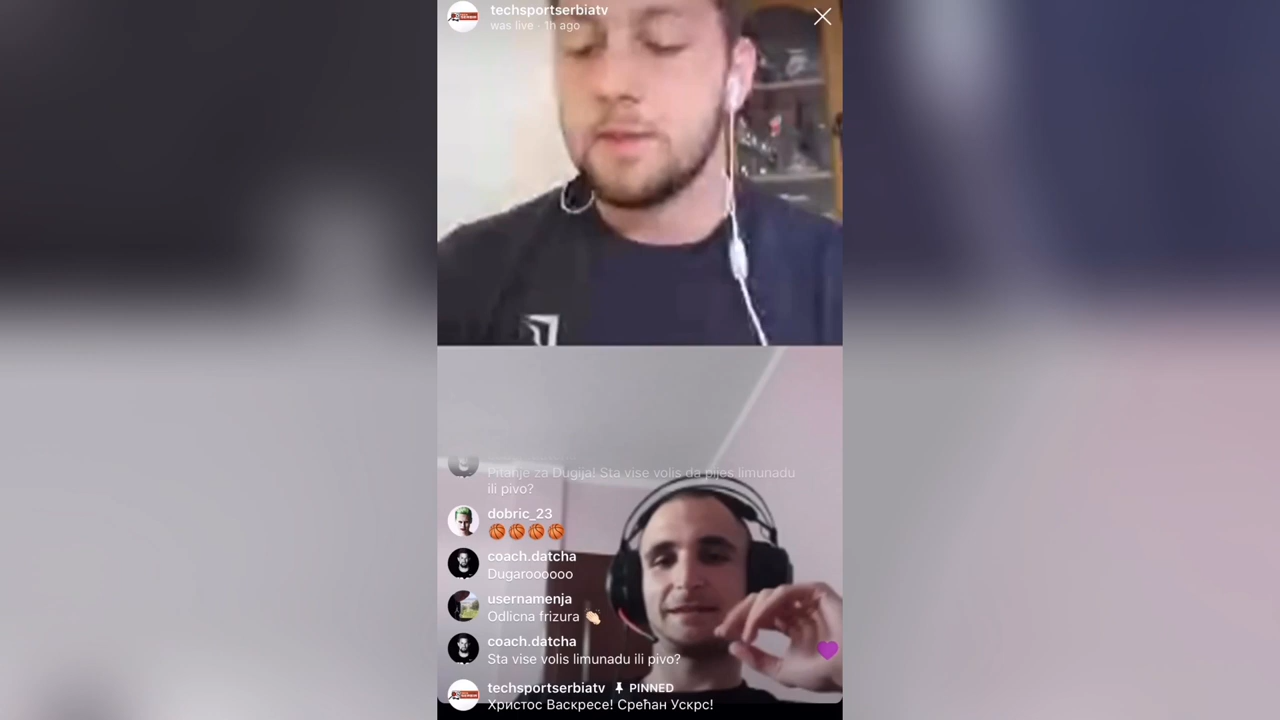 techsportserbiatv
was live · 1h ago
Pitanje za Dugija! Sta vise volis da pijes limunadu
ili pivo?
dobric_23
🏀🏀🏀🏀
coach.datcha
Dugaroooooo
usernamenja
Odlicna frizura 👏🏻
coach.datcha
Sta vise volis limunadu ili pivo?
techsportserbiatv PINNED
Христос Васкресе! Срећан Ускрс!